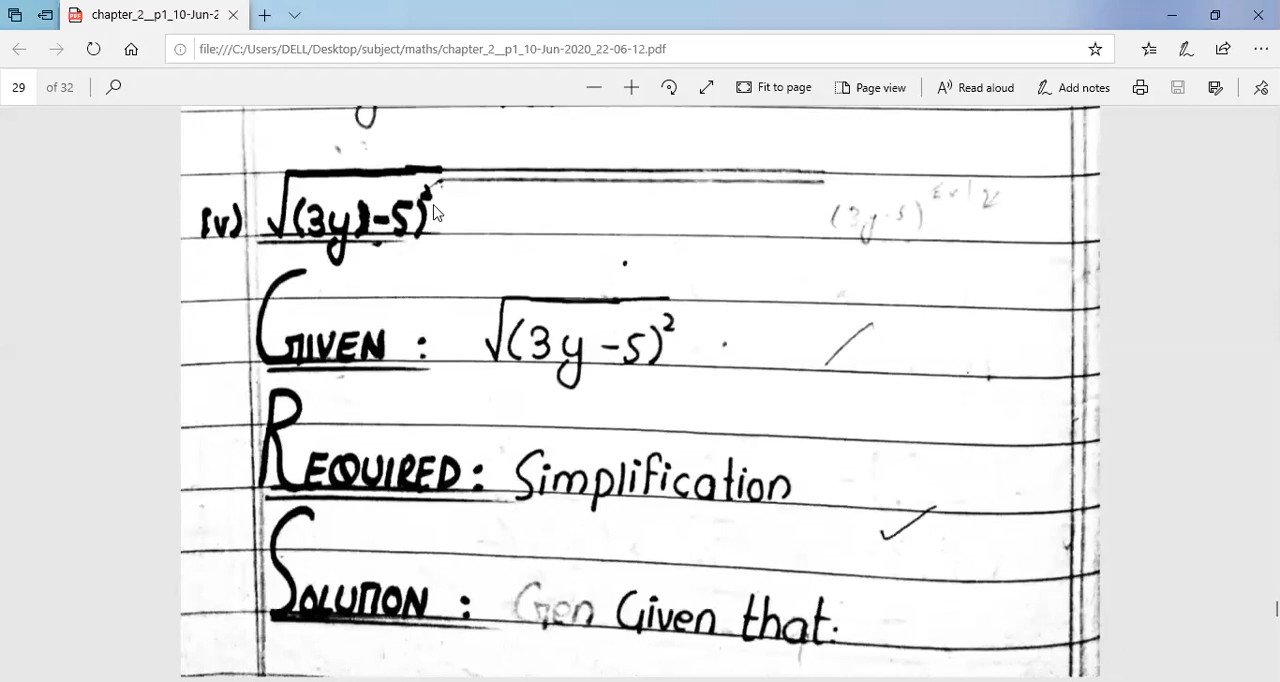 chapter_2__p1_10-Jun-2
file:///C:/Users/DELL/Desktop/subject/maths/chapter_2__p1_10-Jun-2020_22-06-12.pdf
29 of 32
Fit to page
Page view
Read aloud
Add notes
(v) √(3y)-5)²
(3y-5)
GIVEN : √(3y-5)²
REQUIRED: Simplification
SOLUTION : Gen Given that: